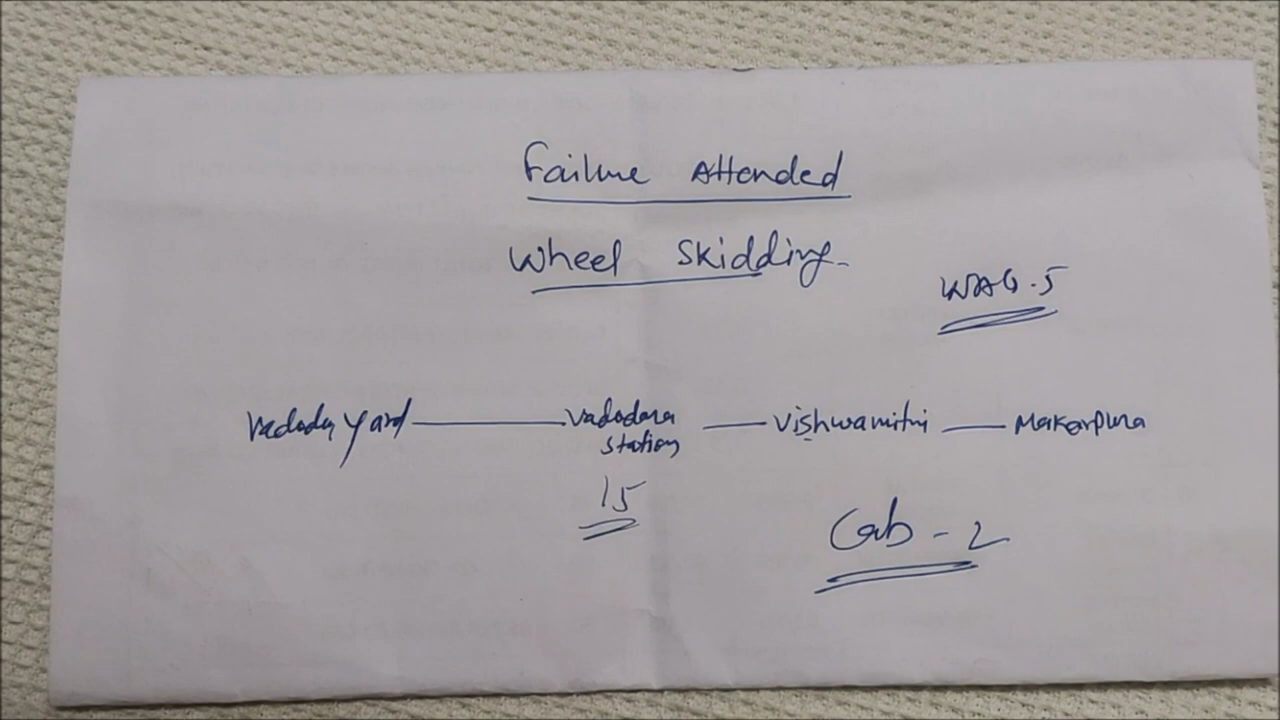 Failure Attended
Wheel Skidding-
WAG-5
Vadodara Yard — Vadodara Station — Vishwamitri — Makarpura
15
Cab-2